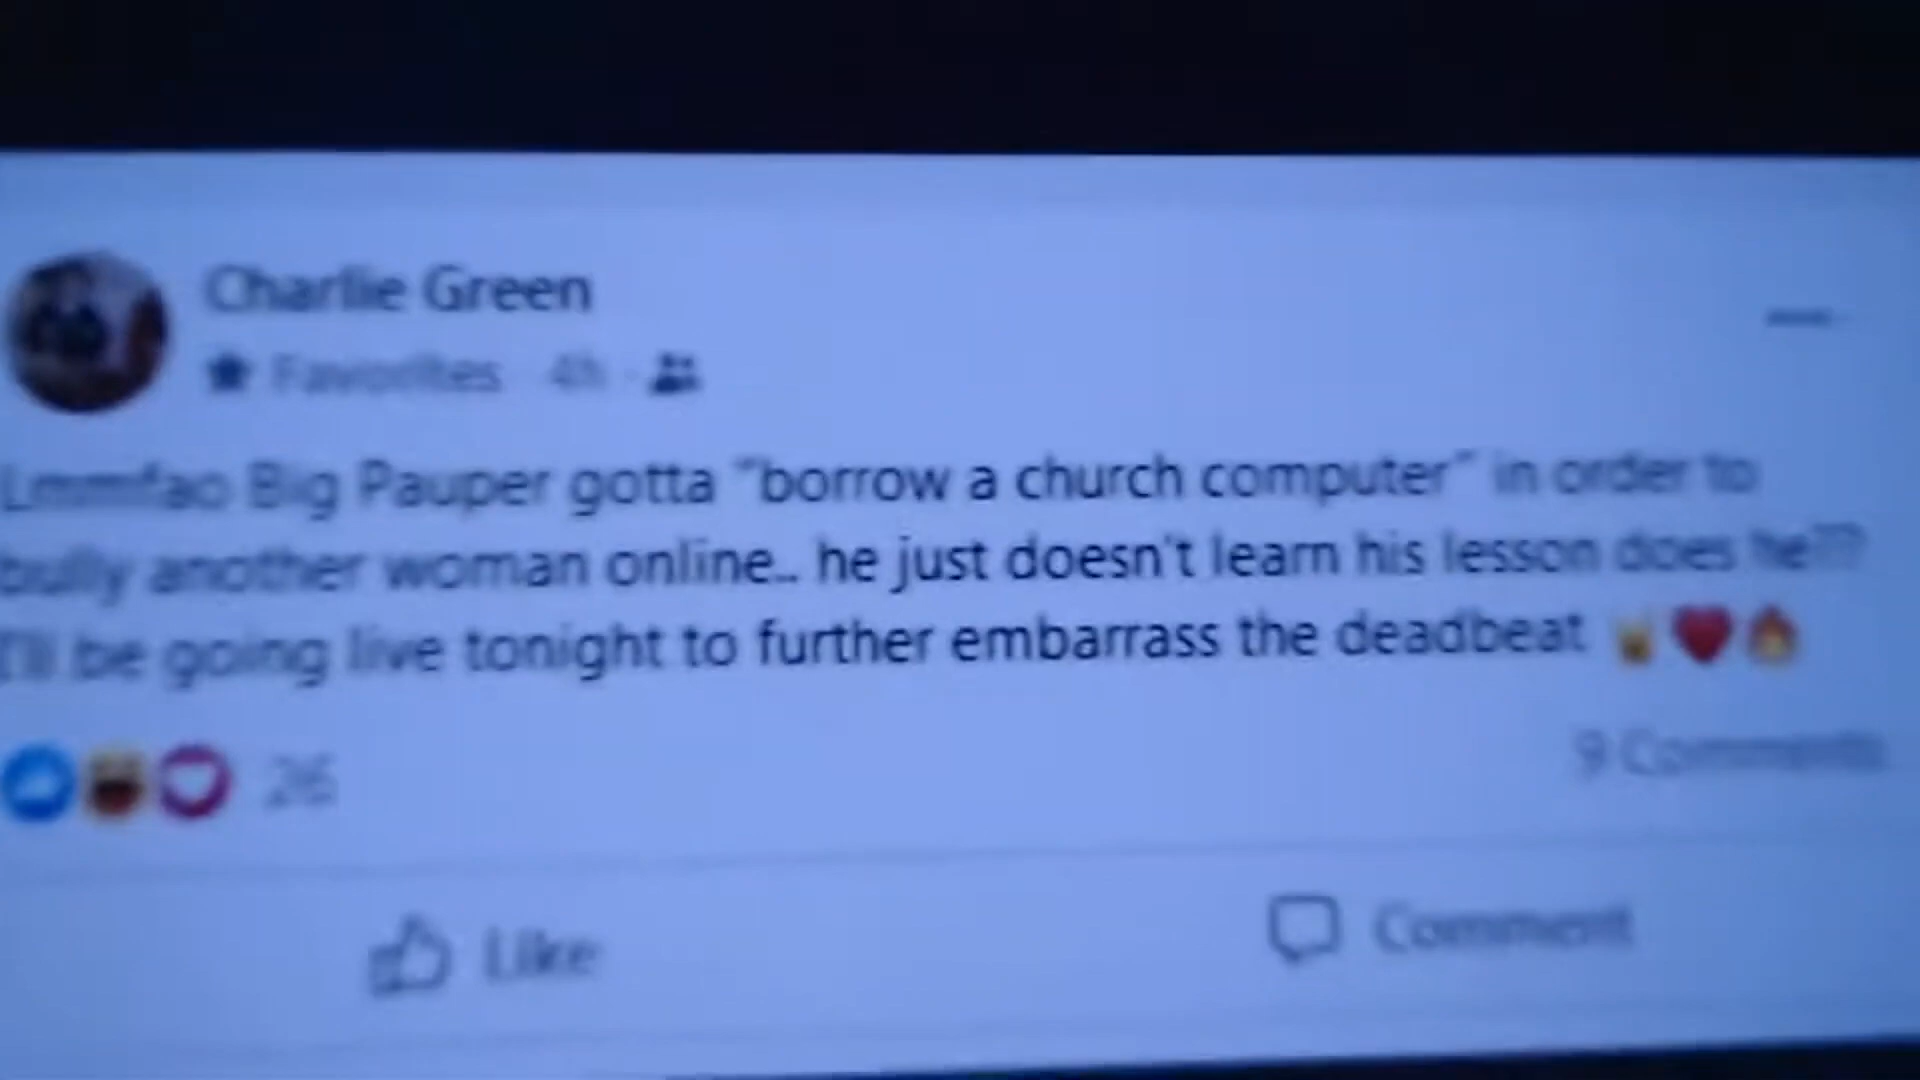 Charlie Green
Favorites · 4h ·
Lmmfao Big Pauper gotta "borrow a church computer" in order to
bully another woman online.. he just doesn't learn his lesson does he??
I'll be going live tonight to further embarrass the deadbeat 🤘❤️🔥
26
9 Comments
Like
Comment